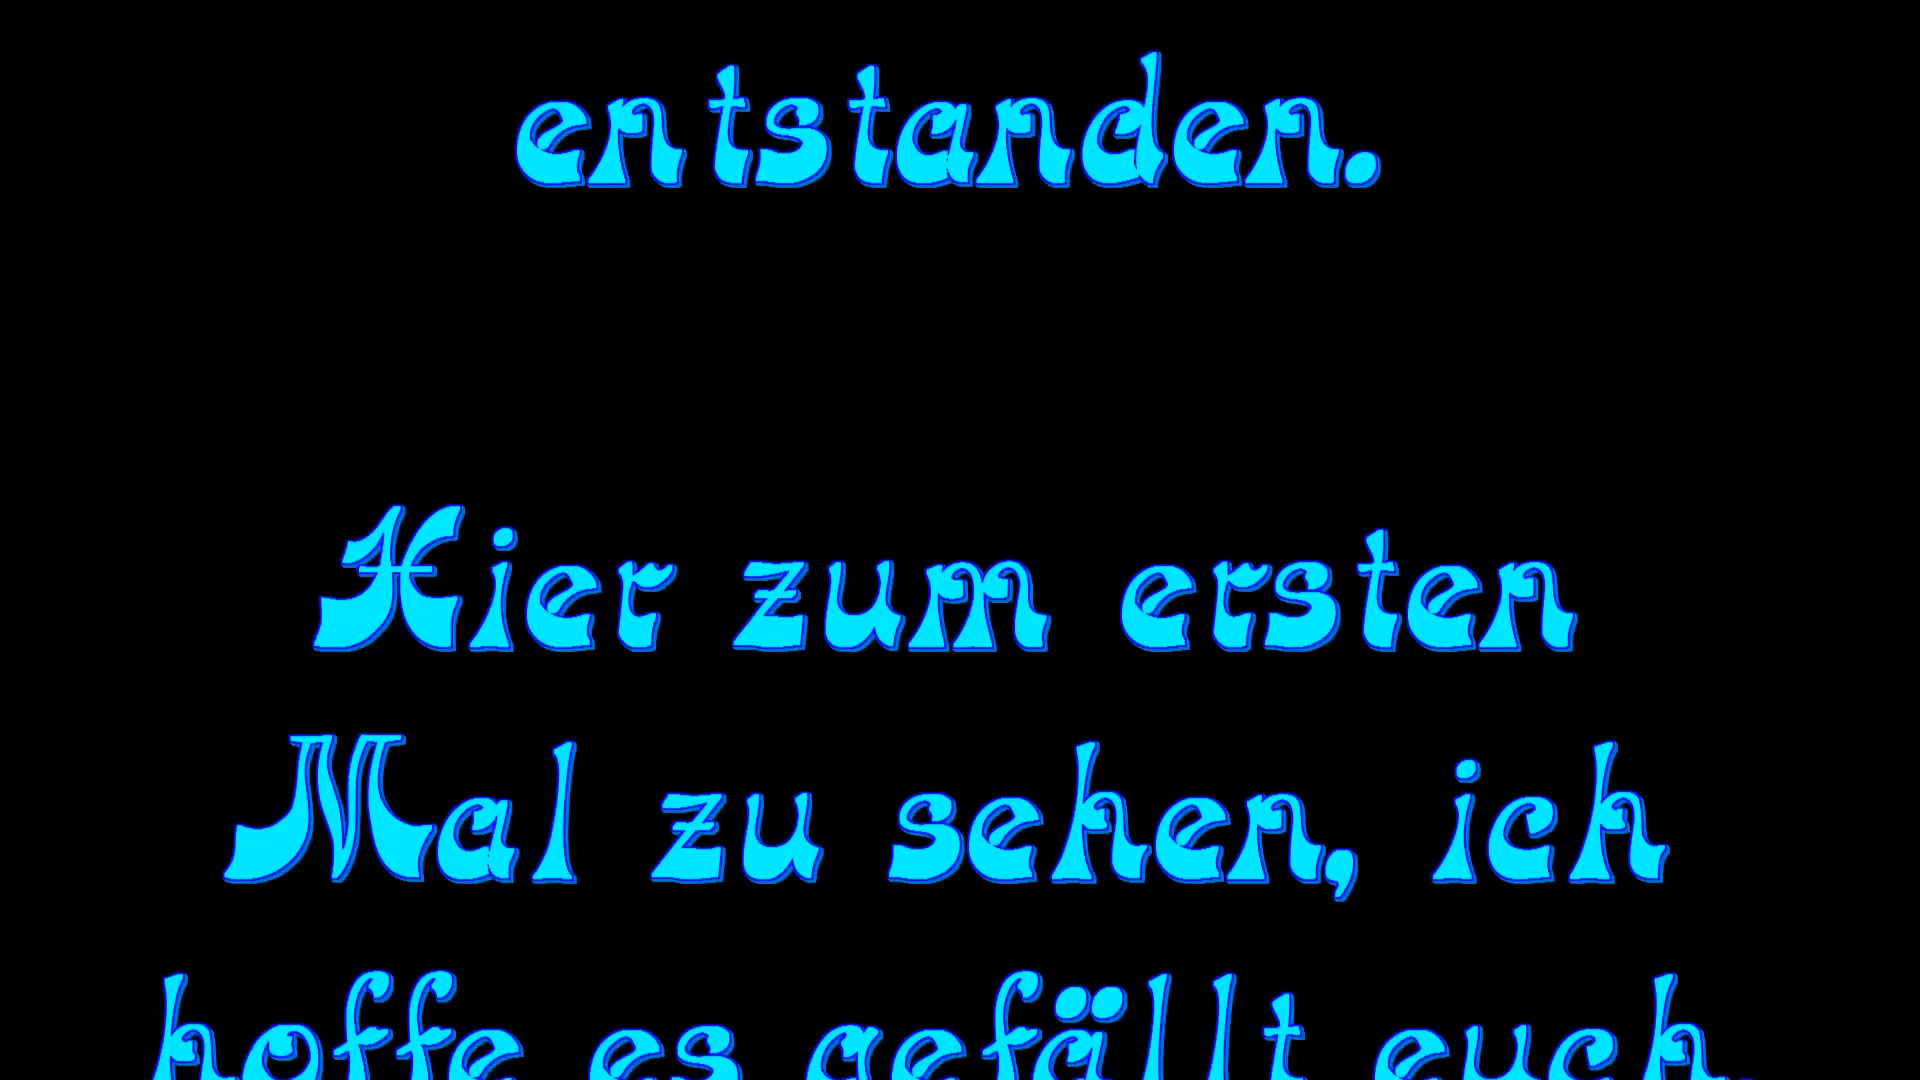 entstanden.
Hier zum ersten
Mal zu sehen, ich
hoffe es gefällt euch.